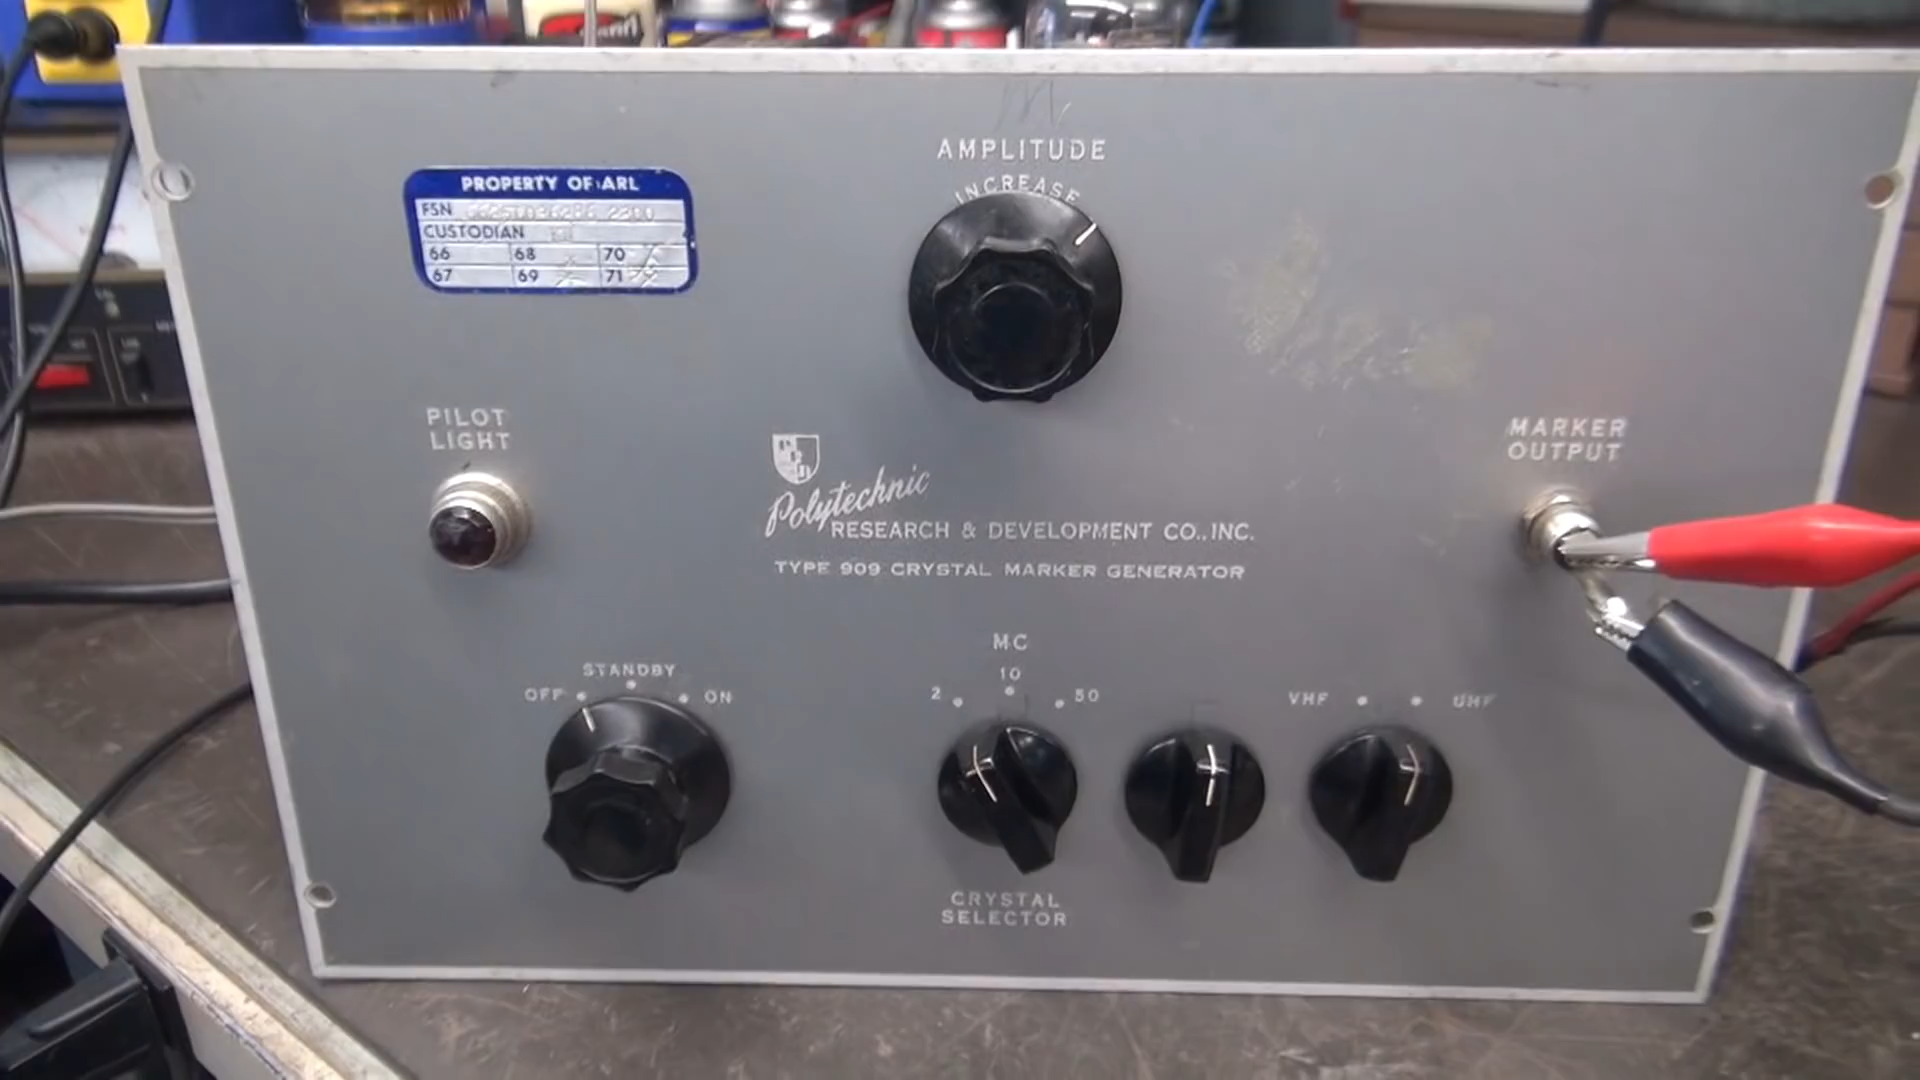 AMPLITUDE
INCREASE
PROPERTY OF ARL
FSN
CUSTODIAN
66 68 70
67 69 71
PILOT
LIGHT
MARKER
OUTPUT
Polytechnic
RESEARCH & DEVELOPMENT CO., INC.
TYPE 909 CRYSTAL MARKER GENERATOR
STANDBY
OFF ON
MC
2 10 50
VHF UHF
CRYSTAL
SELECTOR